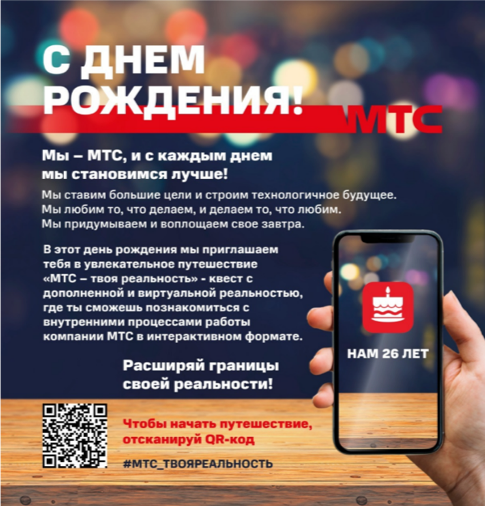 С ДНЕМ
РОЖДЕНИЯ!
МТС
Мы – МТС, и с каждым днем
мы становимся лучше!
Мы ставим большие цели и строим технологичное будущее.
Мы любим то, что делаем, и делаем то, что любим.
Мы придумываем и воплощаем свое завтра.
В этот день рождения мы приглашаем
тебя в увлекательное путешествие
«МТС – твоя реальность» - квест с
дополненной и виртуальной реальностью,
где ты сможешь познакомиться с
внутренними процессами работы
компании МТС в интерактивном формате.
НАМ 26 ЛЕТ
Расширяй границы
своей реальности!
Чтобы начать путешествие,
отсканируй QR-код
#МТС_ТВОЯРЕАЛЬНОСТЬ